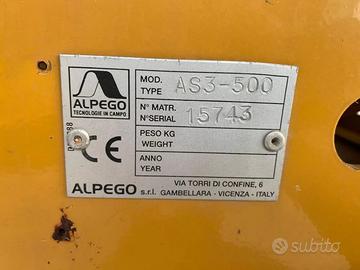 ALPEGO
TECNOLOGIE IN CAMPO
MOD. TYPE AS3-500
N° MATR. N° SERIAL 15743
PESO KG
WEIGHT
ANNO
YEAR
CE
VIA TORRI DI CONFINE, 6
ALPEGO s.r.l. GAMBELLARA - VICENZA - ITALY
subito